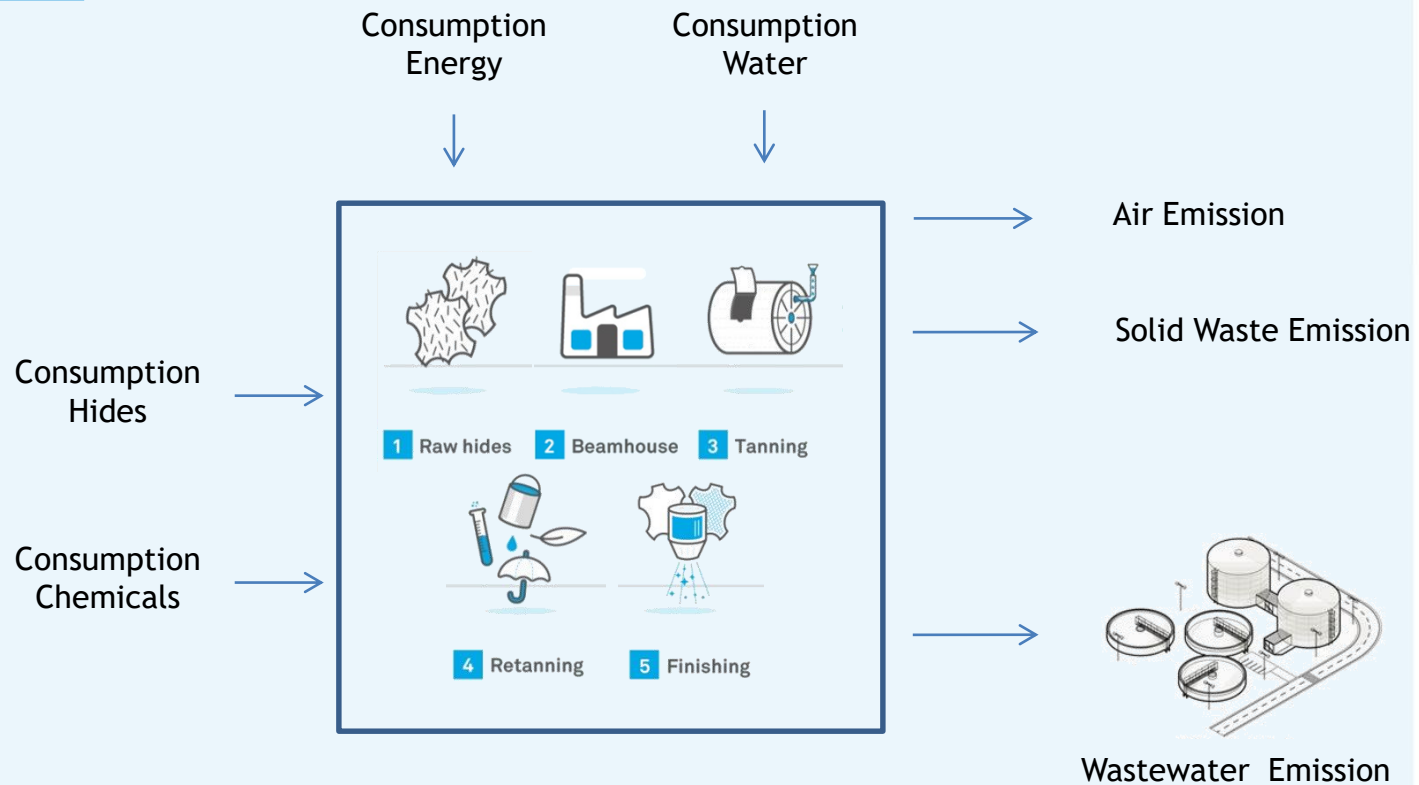 Consumption
Energy
Consumption
Water
Air Emission
Solid Waste Emission
Consumption
Hides
1 Raw hides
2 Beamhouse
3 Tanning
Consumption
Chemicals
4 Retanning
5 Finishing
Wastewater Emission